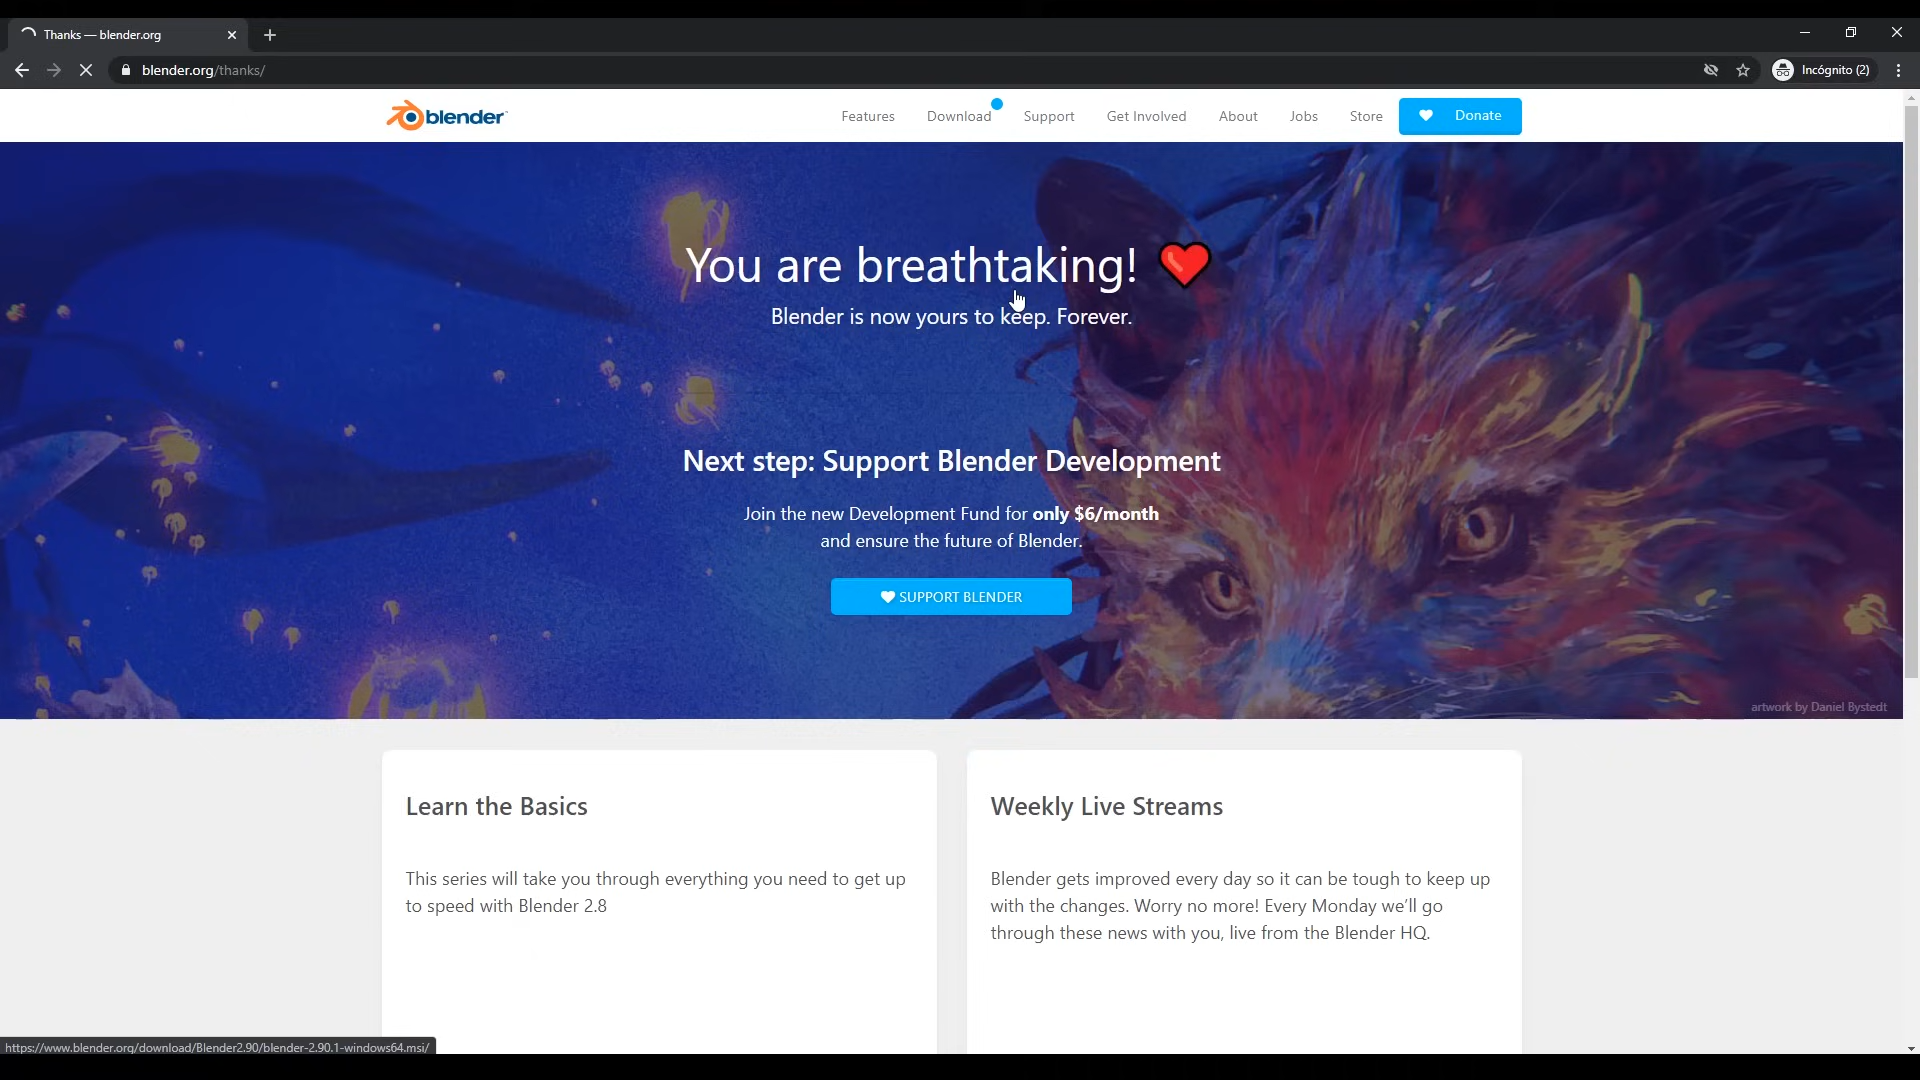 Thanks — blender.org
blender.org/thanks/
Incógnito (2)
blender
Features
Download
Support
Get Involved
About
Jobs
Store
Donate
You are breathtaking!
Blender is now yours to keep. Forever.
Next step: Support Blender Development
Join the new Development Fund for only $6/month
and ensure the future of Blender.
SUPPORT BLENDER
artwork by Daniel Bystedt
Learn the Basics
This series will take you through everything you need to get up
to speed with Blender 2.8
Weekly Live Streams
Blender gets improved every day so it can be tough to keep up
with the changes. Worry no more! Every Monday we'll go
through these news with you, live from the Blender HQ.
https://www.blender.org/download/Blender2.90/blender-2.90.1-windows64.msi/